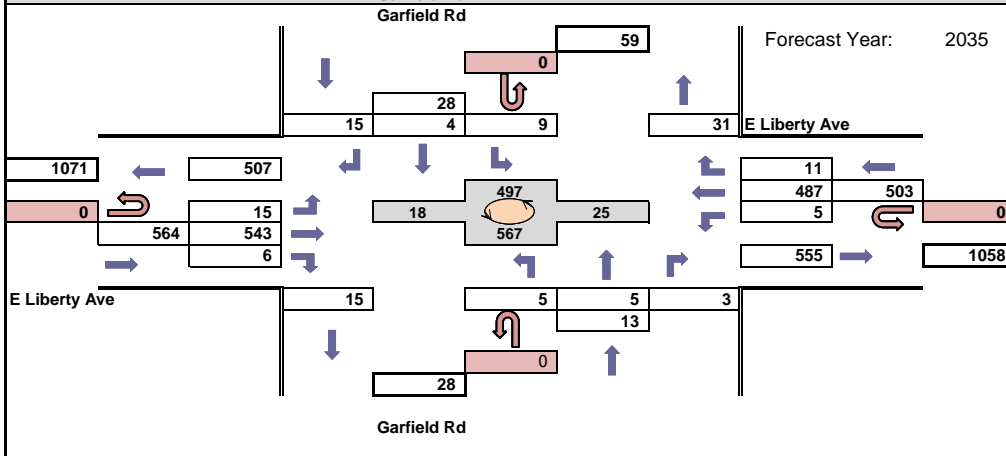 Garfield Rd
59
Forecast Year: 2035
0
28
15 4 9 31 E Liberty Ave
1071 507 11
497 487 503
0 15 18 25 5 0
564 543 567
6 555 1058
E Liberty Ave 15 5 5 3
13
0
28
Garfield Rd